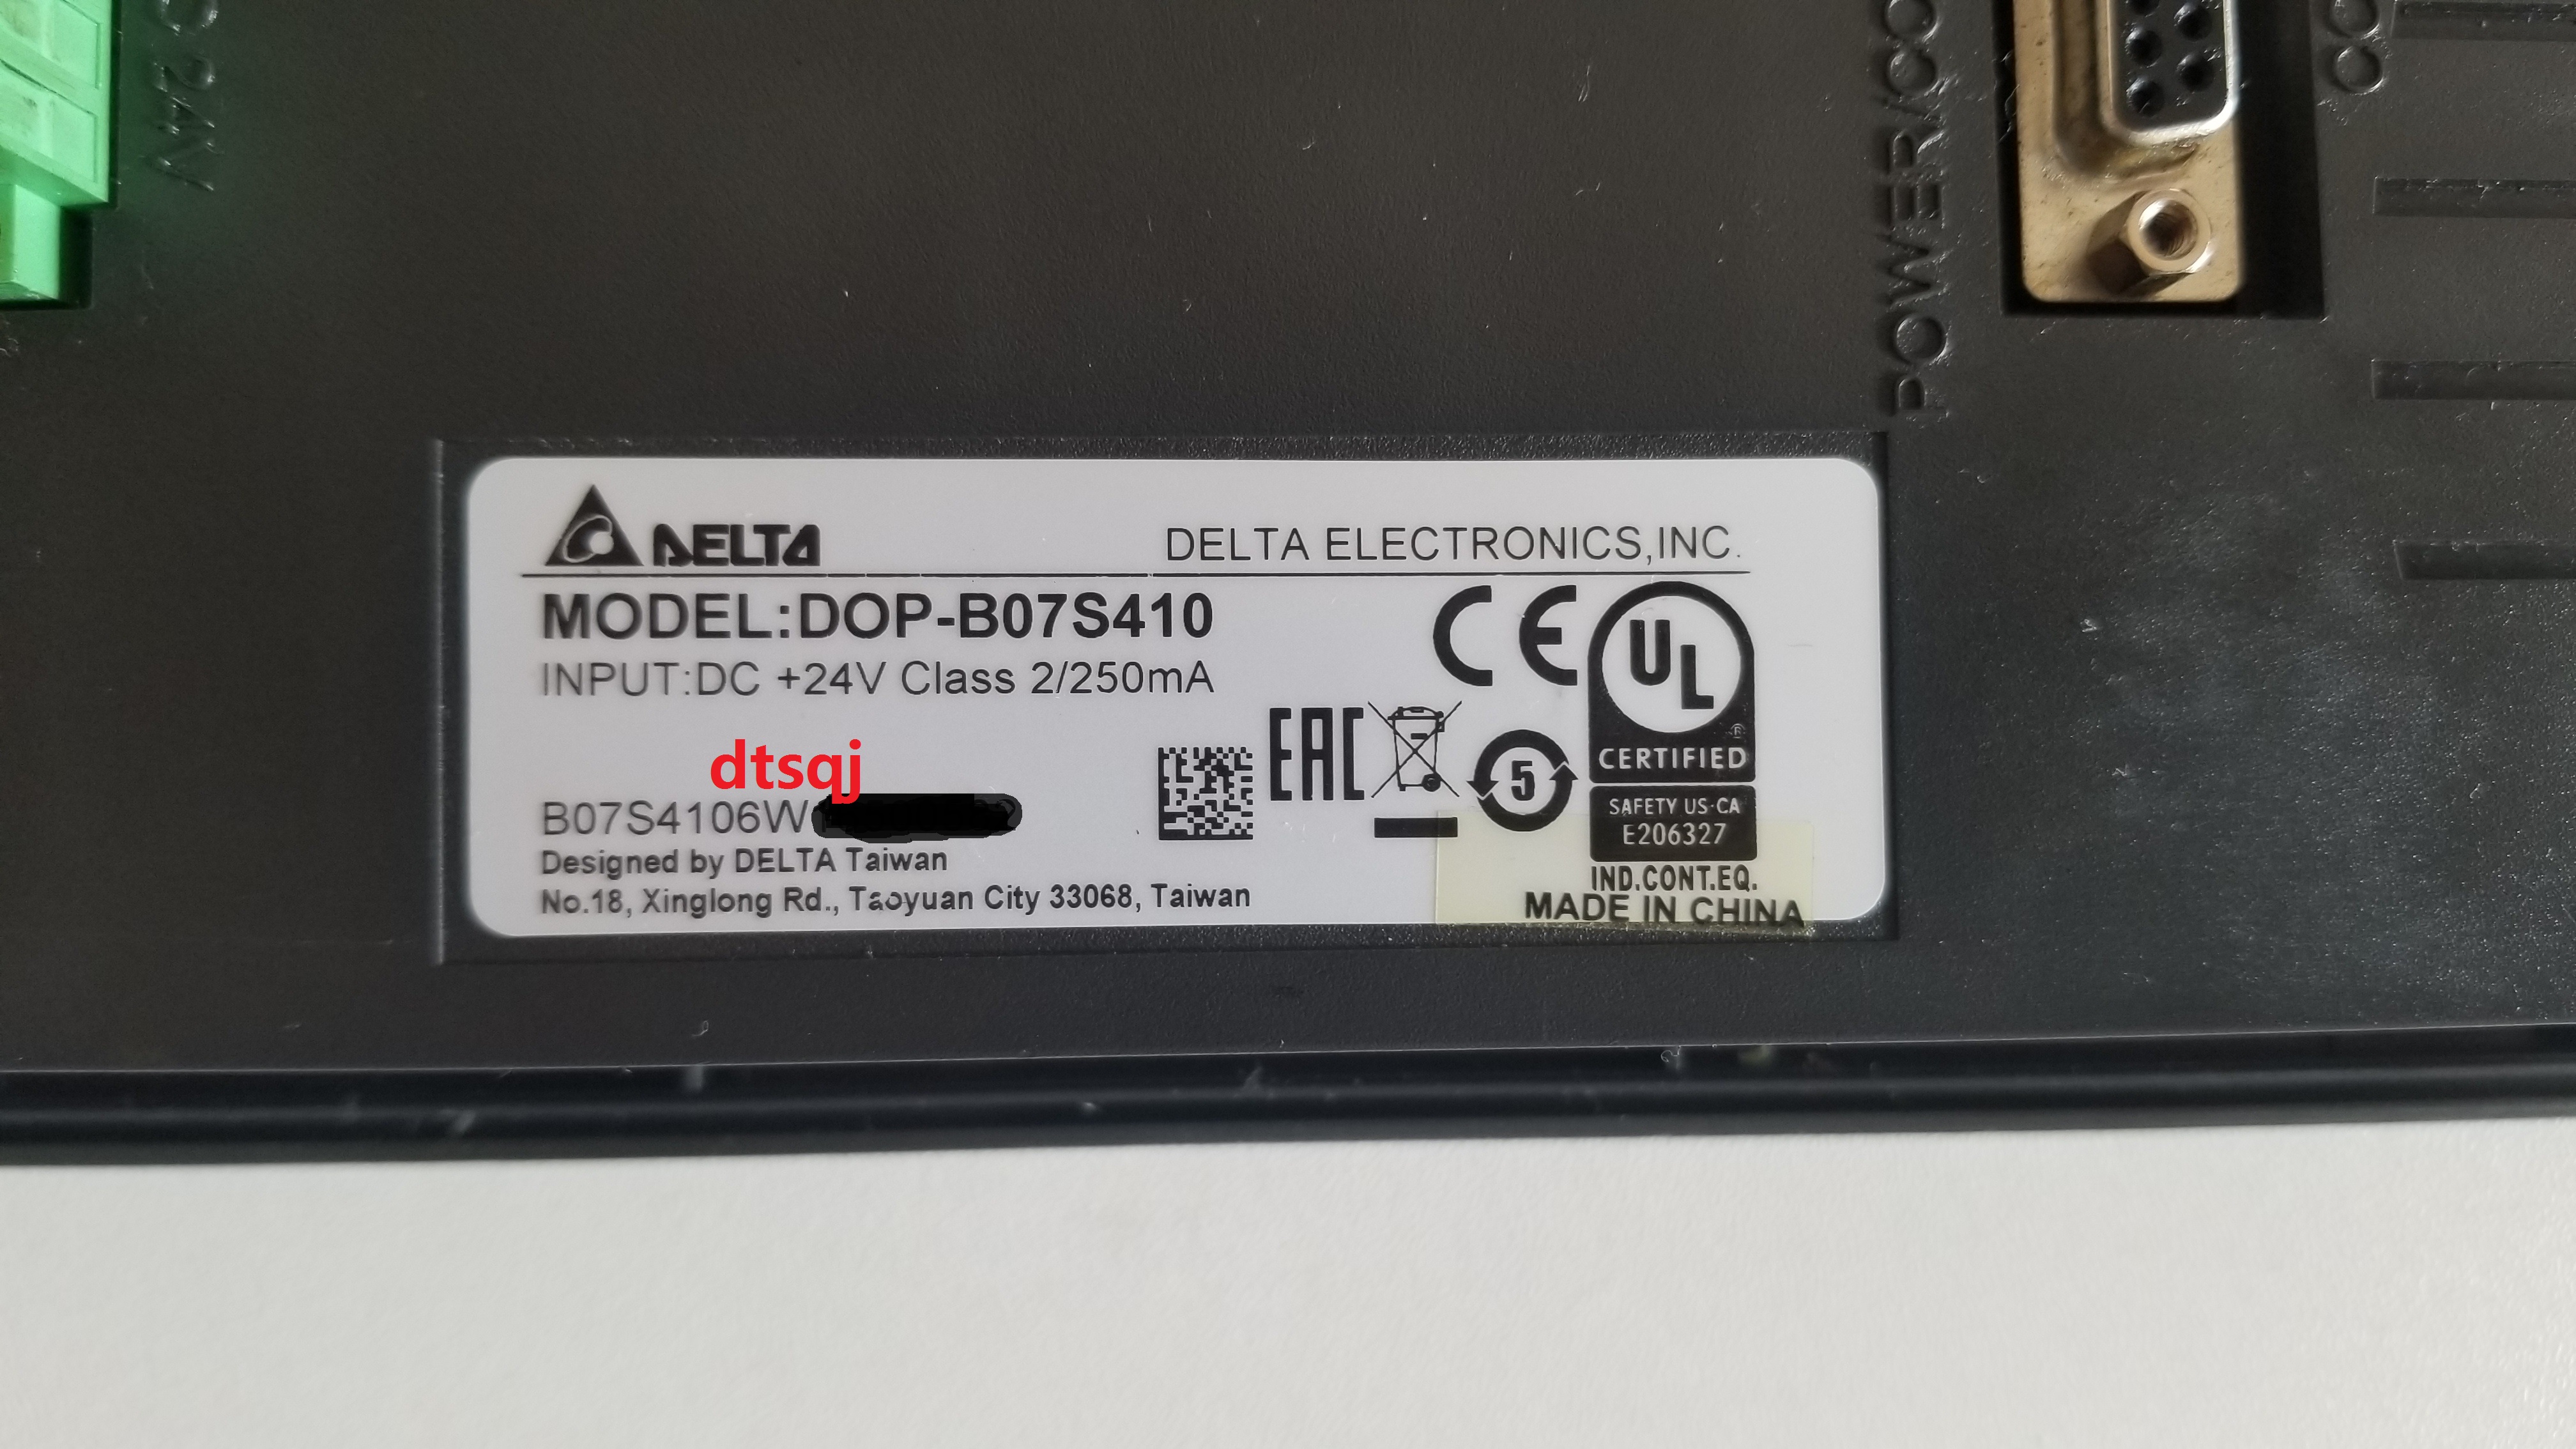 24V
POWER/CO
CO
DELTA
DELTA ELECTRONICS,INC.
MODEL:DOP-B07S410
INPUT:DC +24V Class 2/250mA
CE
UL
®
CERTIFIED
SAFETY US·CA
E206327
IND.CONT.EQ.
MADE IN CHINA
EAC
5
dtsqj
B07S4106W
Designed by DELTA Taiwan
No.18, Xinglong Rd., Taoyuan City 33068, Taiwan